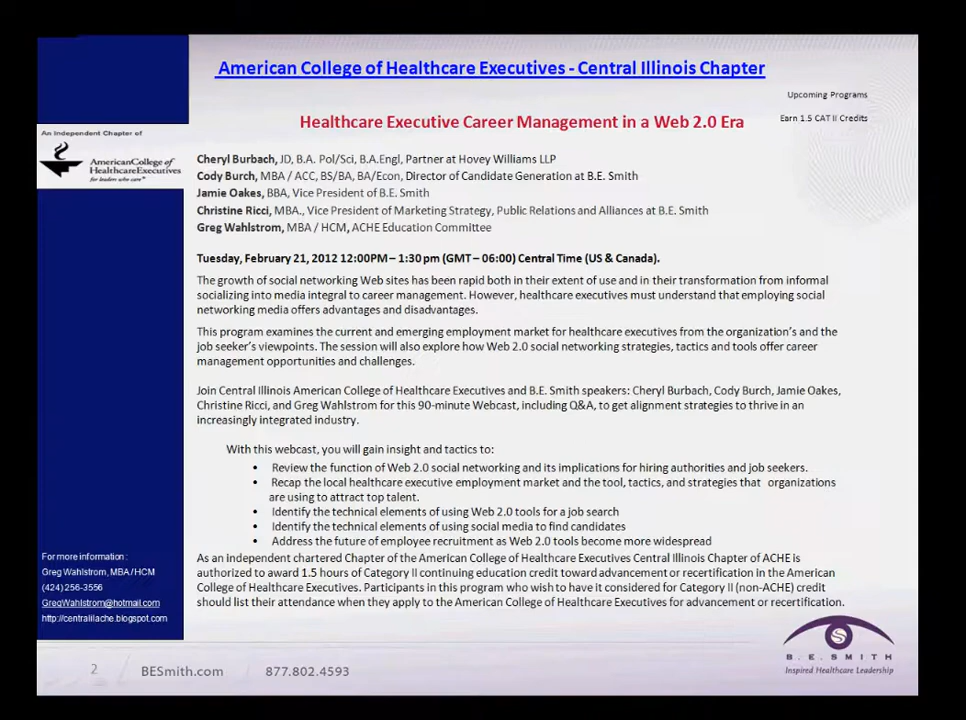 American College of Healthcare Executives - Central Illinois Chapter
Upcoming Programs
Healthcare Executive Career Management in a Web 2.0 Era
Earn 1.5 CAT II Credits
An Independent Chapter of
American College of
Healthcare Executives
for leaders who care™
Cheryl Burbach, JD, B.A. Pol/Sci, B.A.Engl, Partner at Hovey Williams LLP
Cody Burch, MBA / ACC, BS/BA, BA/Econ, Director of Candidate Generation at B.E. Smith
Jamie Oakes, BBA, Vice President of B.E. Smith
Christine Ricci, MBA., Vice President of Marketing Strategy, Public Relations and Alliances at B.E. Smith
Greg Wahlstrom, MBA / HCM, ACHE Education Committee
Tuesday, February 21, 2012 12:00PM – 1:30 pm (GMT – 06:00) Central Time (US & Canada).
The growth of social networking Web sites has been rapid both in their extent of use and in their transformation from informal
socializing into media integral to career management. However, healthcare executives must understand that employing social
networking media offers advantages and disadvantages.
This program examines the current and emerging employment market for healthcare executives from the organization's and the
job seeker's viewpoints. The session will also explore how Web 2.0 social networking strategies, tactics and tools offer career
management opportunities and challenges.
Join Central Illinois American College of Healthcare Executives and B.E. Smith speakers: Cheryl Burbach, Cody Burch, Jamie Oakes,
Christine Ricci, and Greg Wahlstrom for this 90-minute Webcast, including Q&A, to get alignment strategies to thrive in an
increasingly integrated industry.
With this webcast, you will gain insight and tactics to:
• Review the function of Web 2.0 social networking and its implications for hiring authorities and job seekers.
• Recap the local healthcare executive employment market and the tool, tactics, and strategies that organizations
are using to attract top talent.
• Identify the technical elements of using Web 2.0 tools for a job search
• Identify the technical elements of using social media to find candidates
• Address the future of employee recruitment as Web 2.0 tools become more widespread
As an independent chartered Chapter of the American College of Healthcare Executives Central Illinois Chapter of ACHE is
authorized to award 1.5 hours of Category II continuing education credit toward advancement or recertification in the American
College of Healthcare Executives. Participants in this program who wish to have it considered for Category II (non-ACHE) credit
should list their attendance when they apply to the American College of Healthcare Executives for advancement or recertification.
For more information :
Greg Wahlstrom, MBA/HCM
(424) 256-3556
GregWahlstrom@hotmail.com
http://centralilache.blogspot.com
2
BESmith.com
877.802.4593
B.E. SMITH
Inspired Healthcare Leadership